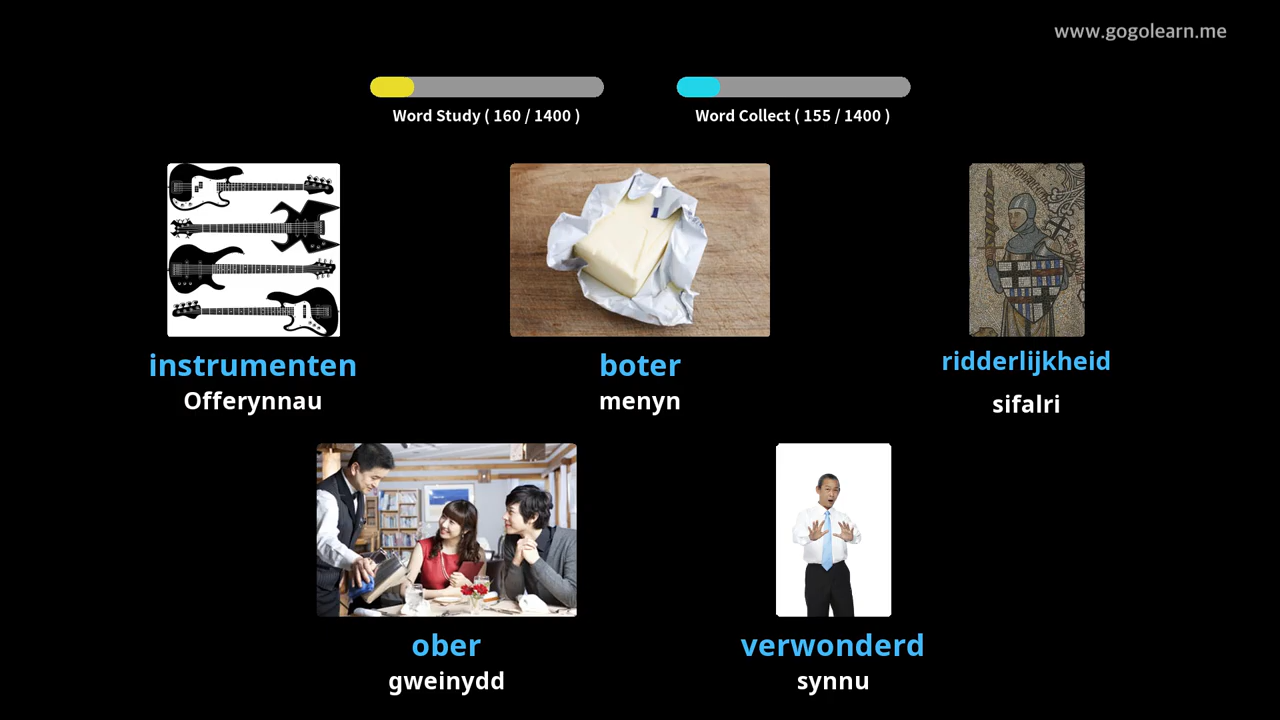 www.gogolearn.me
Word Study ( 160 / 1400 )
Word Collect ( 155 / 1400 )
instrumenten
Offerynnau
boter
menyn
ridderlijkheid
sifalri
ober
gweinydd
verwonderd
synnu